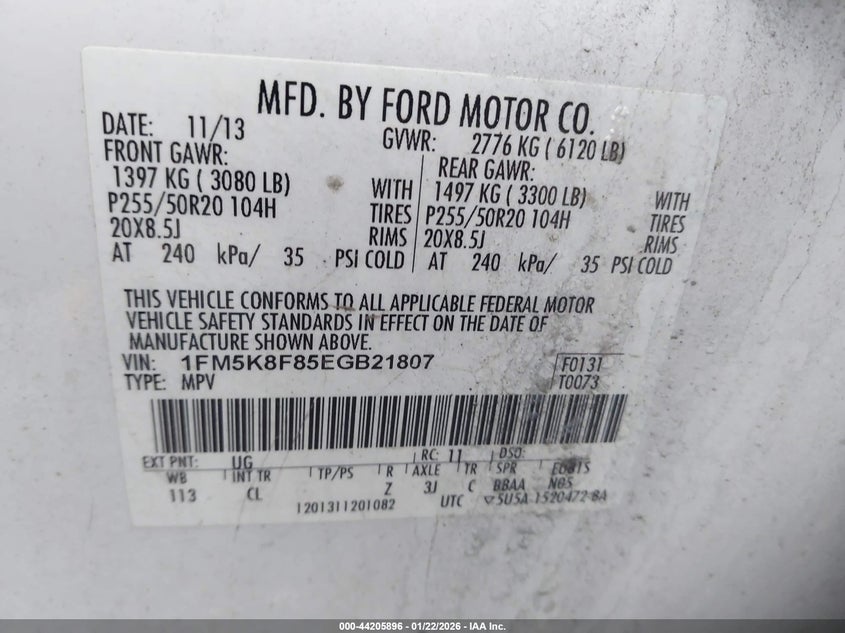 MFD. BY FORD MOTOR CO.
DATE: 11/13 GVWR: 2776 KG ( 6120 LB)
FRONT GAWR: REAR GAWR:
1397 KG ( 3080 LB) WITH 1497 KG ( 3300 LB) WITH
P255/50R20 104H TIRES P255/50R20 104H TIRES
20X8.5J RIMS 20X8.5J RIMS
AT 240 kPa/ 35 PSI COLD AT 240 kPa/ 35 PSI COLD
THIS VEHICLE CONFORMS TO ALL APPLICABLE FEDERAL MOTOR
VEHICLE SAFETY STANDARDS IN EFFECT ON THE DATE OF
MANUFACTURE SHOWN ABOVE.
VIN: 1FM5K8F85EGB21807 F0131
TYPE: MPV T0073
EXT PNT: UG RC: 11 DSO:
WB INT TR TP/PS R AXLE TR SPR
113 CL Z 3J C BBAA
1201311201082 UTC 5U5A-1520472-BA
000-44205896 - 01/22/2026 - IAA Inc.